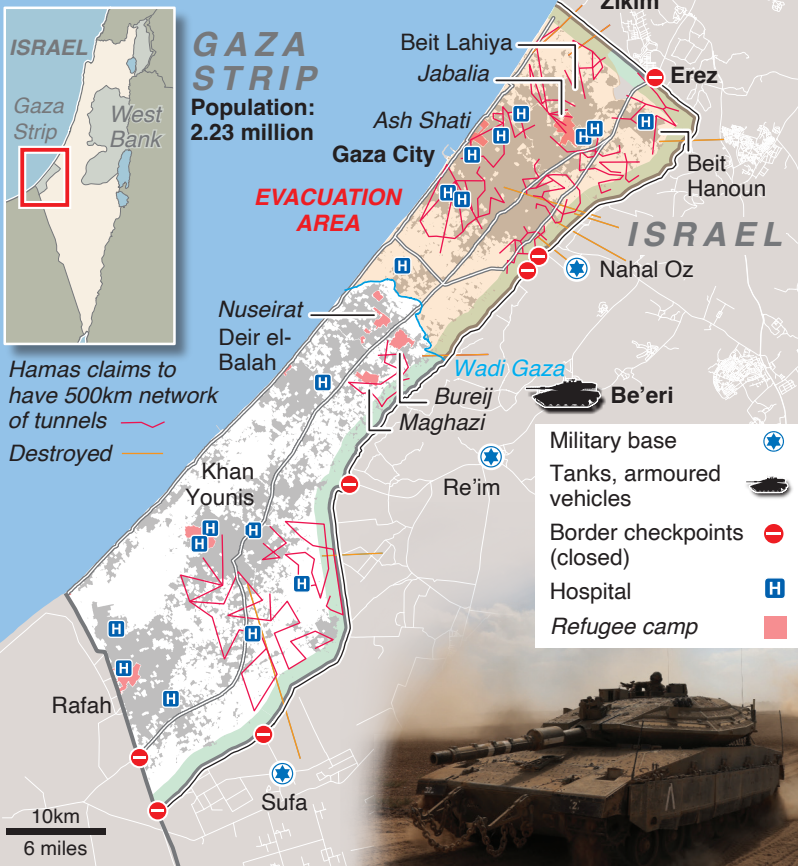 Zikim
ISRAEL
Gaza
Strip
West
Bank
GAZA
STRIP
Population:
2.23 million
Beit Lahiya
Jabalia
Erez
Ash Shati
Gaza City
Beit
Hanoun
EVACUATION
AREA
ISRAEL
Nahal Oz
Nuseirat
Deir el-
Balah
Wadi Gaza
Bureij
Maghazi
Be'eri
Hamas claims to
have 500km network
of tunnels
Destroyed
Re'im
Khan
Younis
Military base
Tanks, armoured
vehicles
Border checkpoints
(closed)
H Hospital
Refugee camp
Rafah
Sufa
10km
6 miles